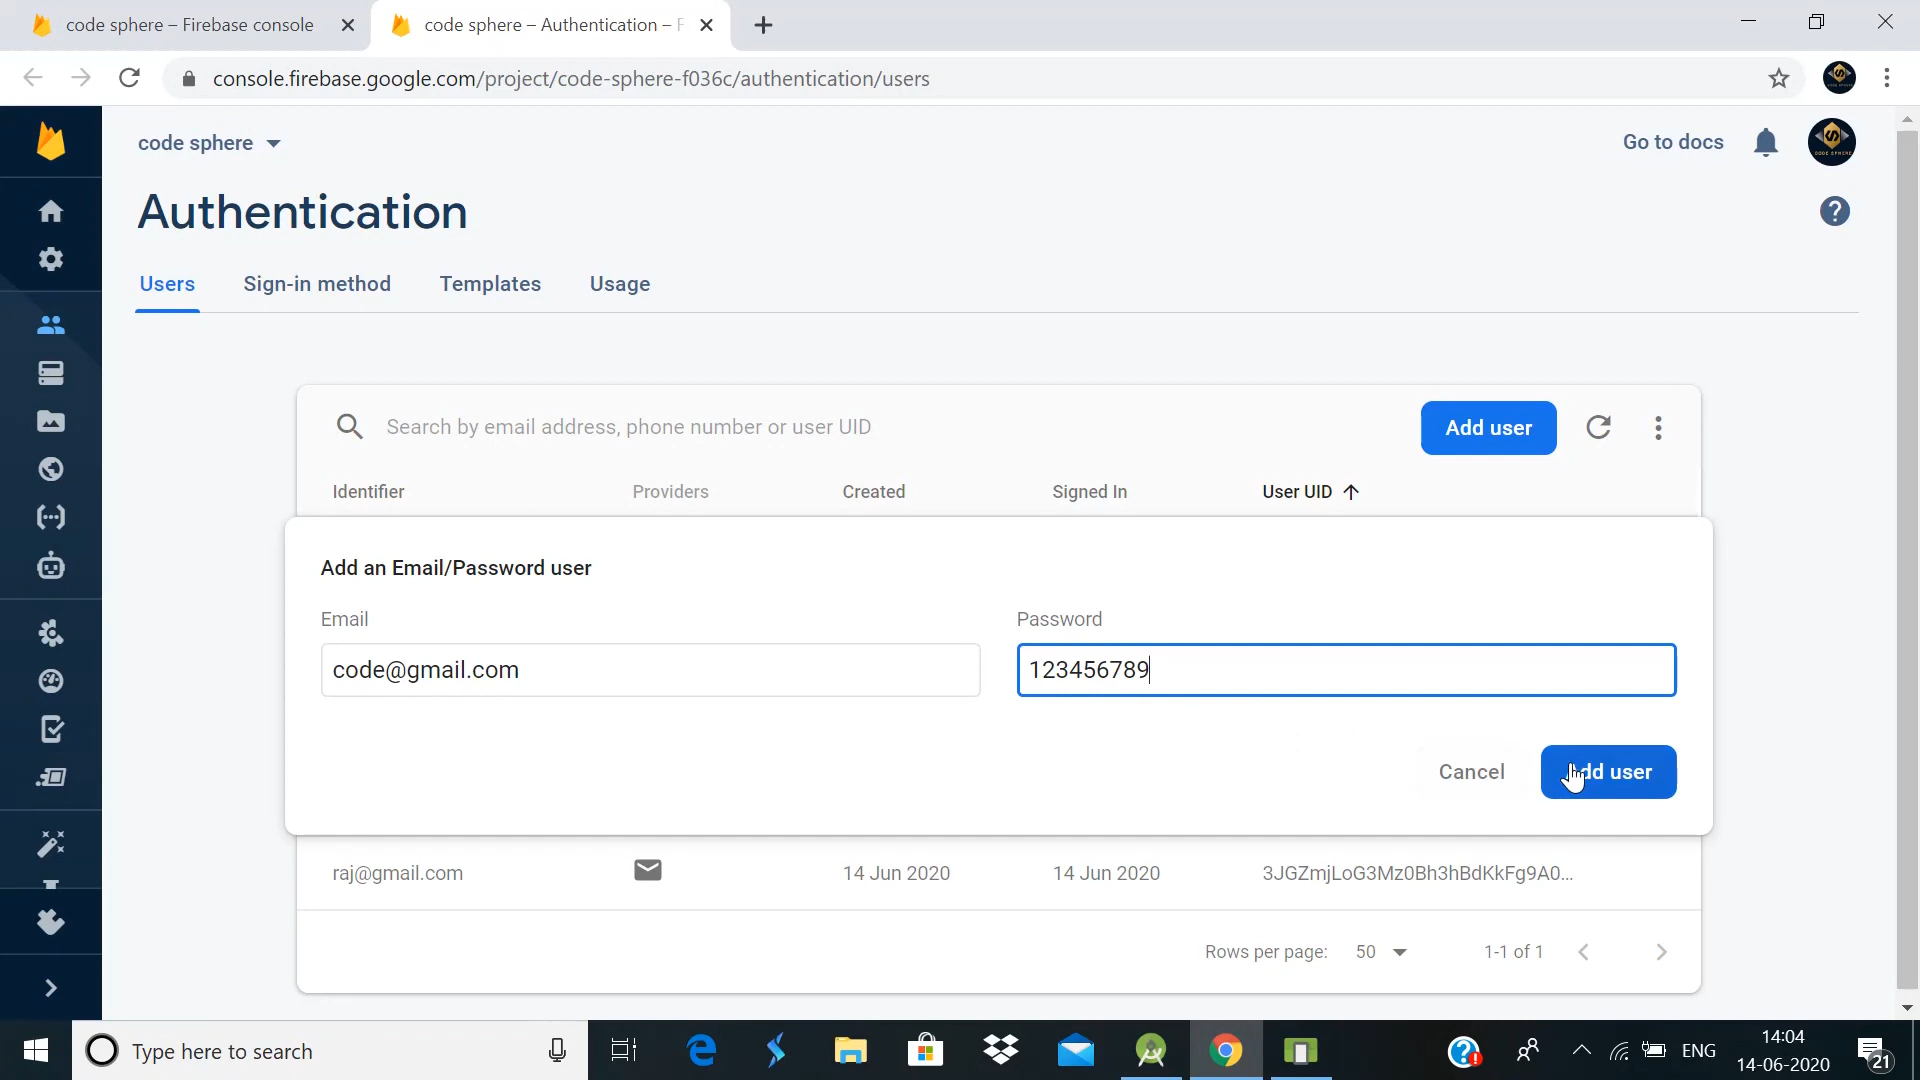 code sphere – Firebase console
code sphere – Authentication – F
console.firebase.google.com/project/code-sphere-f036c/authentication/users
code sphere
Go to docs
CODE SPHERE
Authentication
Users Sign-in method Templates Usage
Search by email address, phone number or user UID
Add user
Identifier Providers Created Signed In User UID
Add an Email/Password user
Email Password
code@gmail.com 123456789
Cancel user
raj@gmail.com 14 Jun 2020 14 Jun 2020 3JGZmjLoG3Mz0Bh3hBdKkFg9A0...
Rows per page: 50 1-1 of 1
Type here to search
ENG
14:04
14-06-2020
21